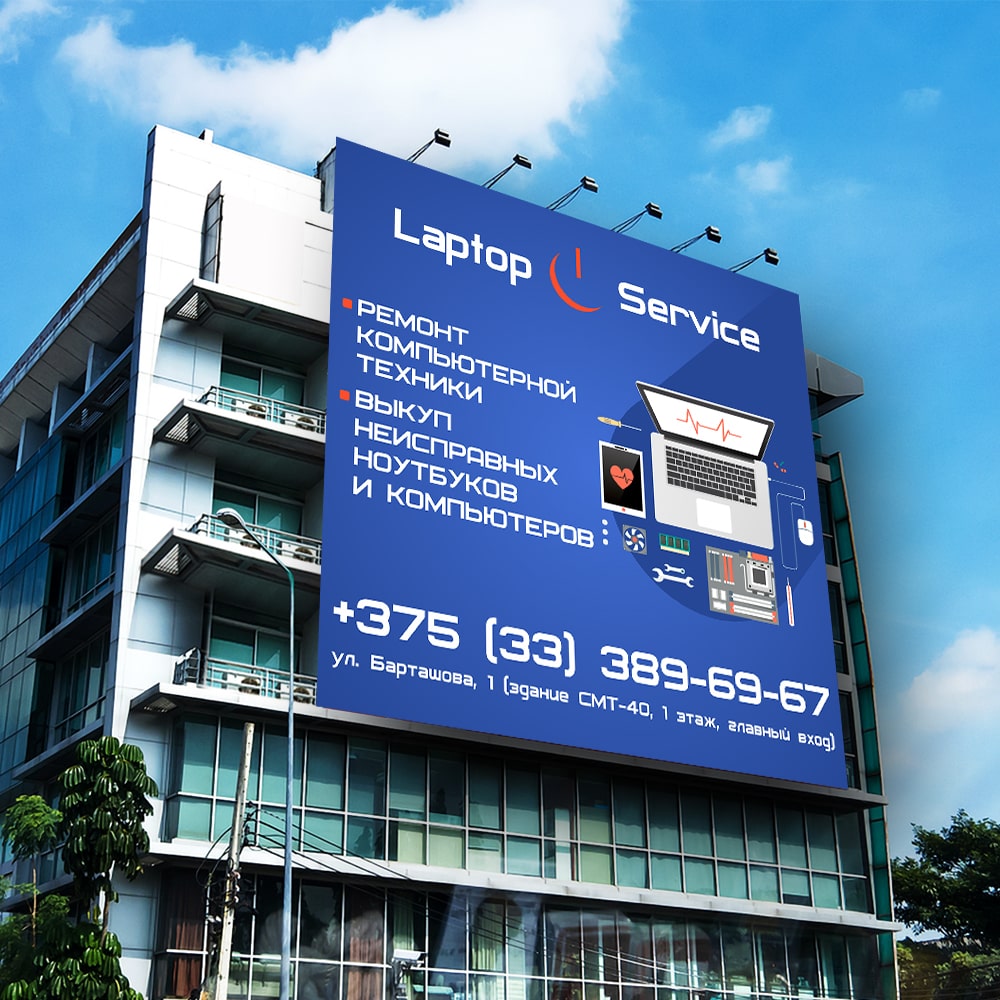 Laptop Service
РЕМОНТ
КОМПЬЮТЕРНОЙ
ТЕХНИКИ
ВЫКУП
НЕИСПРАВНЫХ
НОУТБУКОВ
И КОМПЬЮТЕРОВ
+375 (33) 389-69-67
ул. Барташова, 1 (здание СМТ-40, 1 этаж, главный вход)